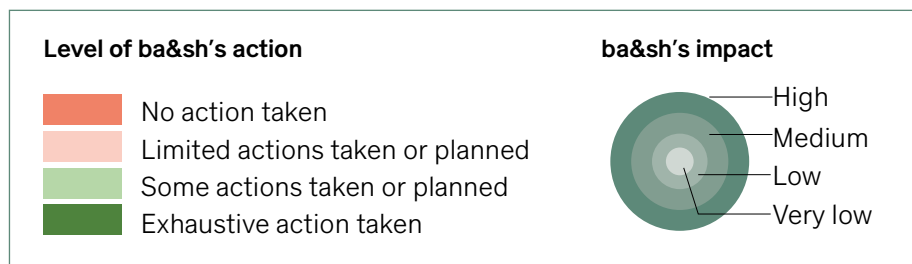 Level of ba&sh's action
No action taken
Limited actions taken or planned
Some actions taken or planned
Exhaustive action taken
ba&sh's impact
High
Medium
Low
Very low